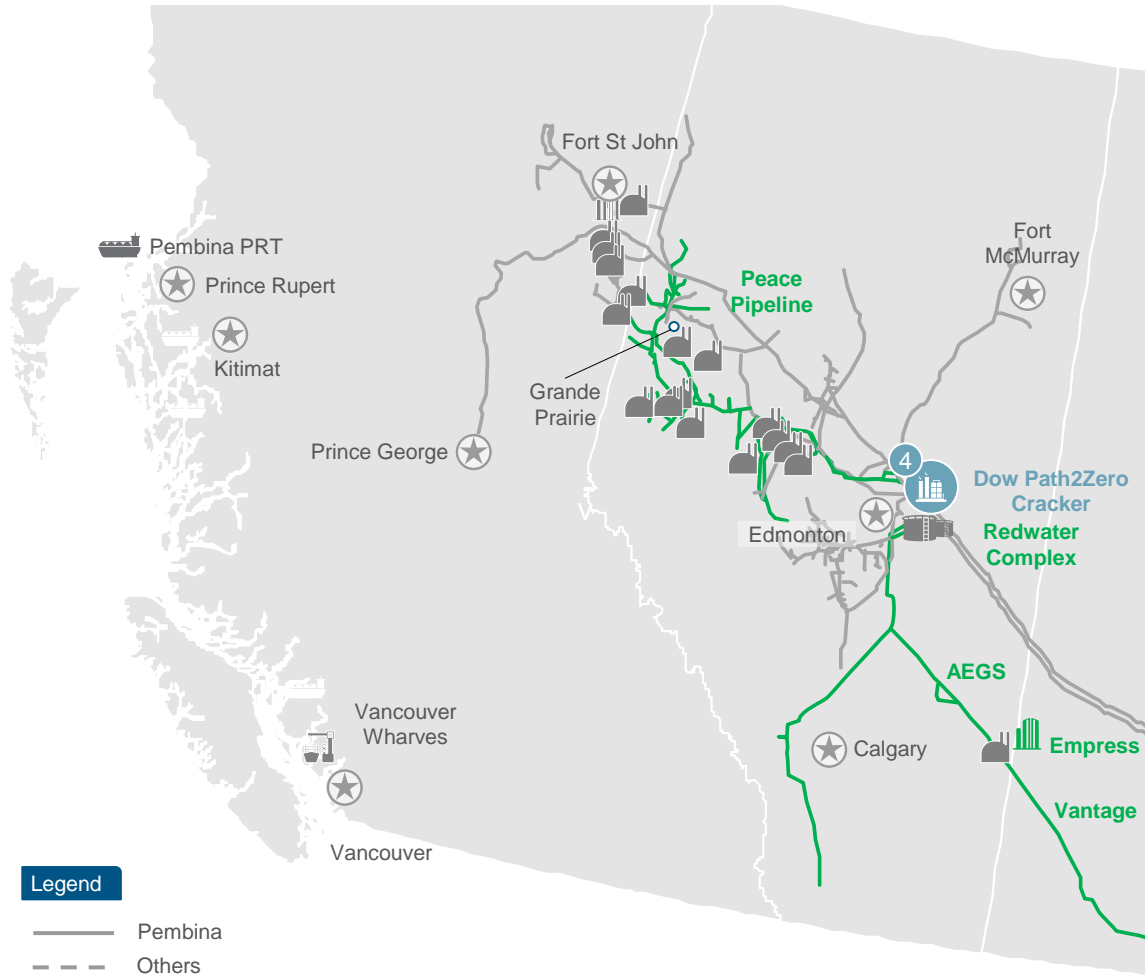 Fort St John
Fort
McMurray
Pembina PRT
Prince Rupert
Peace
Pipeline
Kitimat
Grande
Prairie
Prince George
4
Dow Path2Zero
Cracker
Edmonton
Redwater
Complex
AEGS
Vancouver
Wharves
Calgary
Empress
Vantage
Vancouver
Legend
Pembina
Others